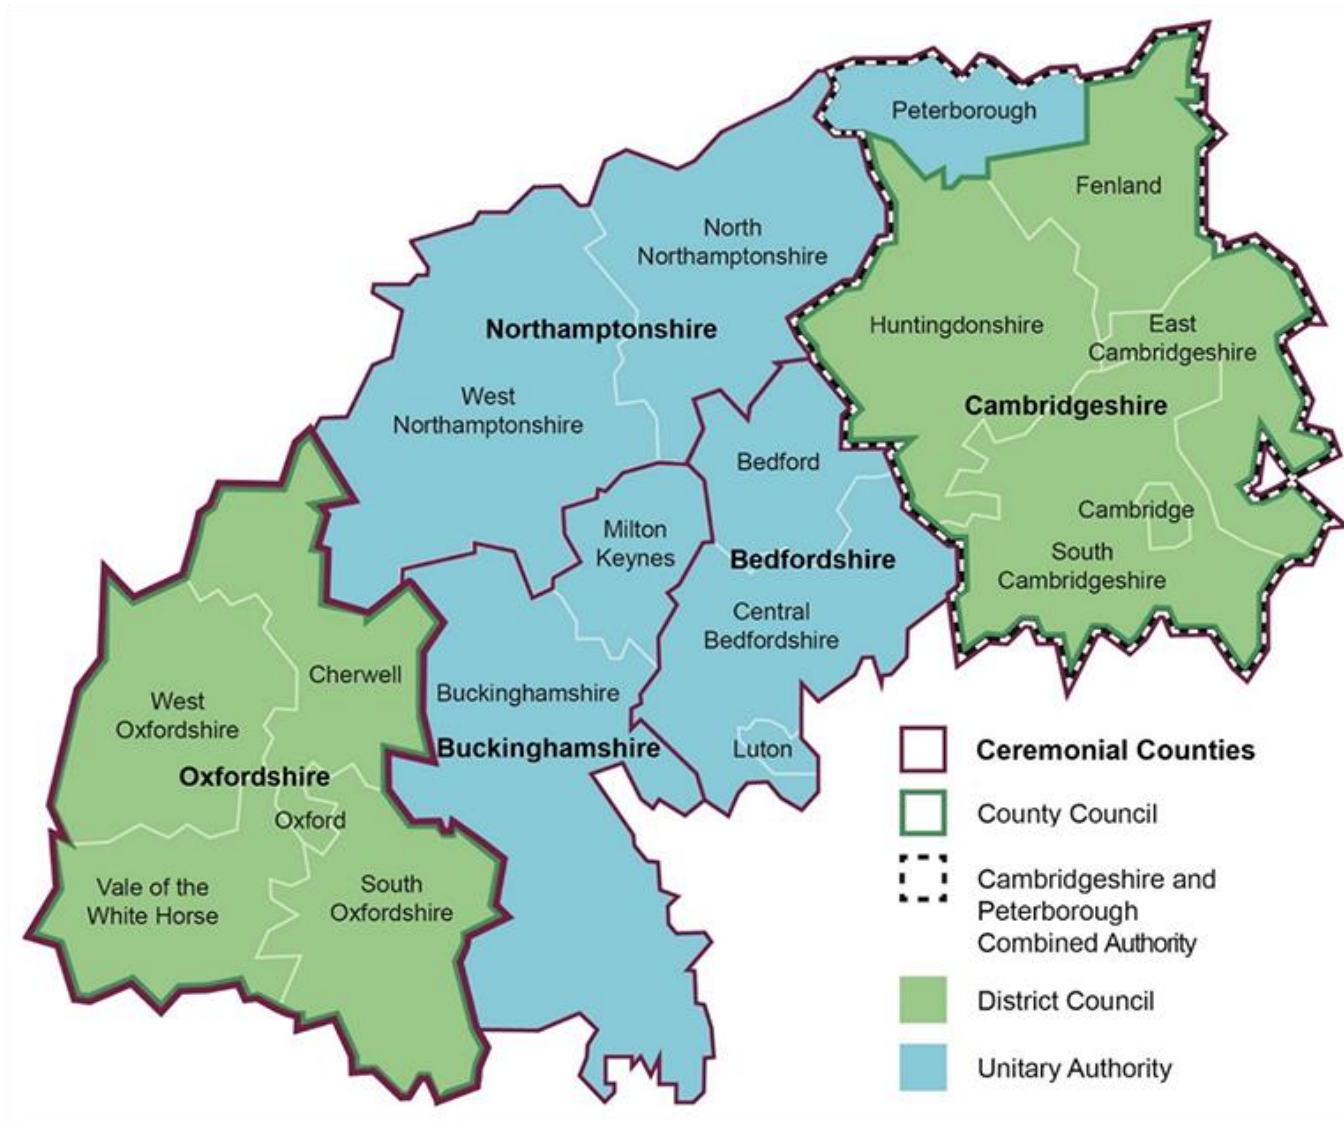 Peterborough
Fenland
North
Northamptonshire
Northamptonshire
Huntingdonshire
East
Cambridgeshire
West
Northamptonshire
Cambridgeshire
Bedford
Milton
Keynes
Cambridge
Bedfordshire
South
Cambridgeshire
Central
Bedfordshire
Cherwell
Buckinghamshire
West
Oxfordshire
Buckinghamshire
Luton
Oxfordshire
Oxford
Vale of the
White Horse
South
Oxfordshire
Ceremonial Counties
County Council
Cambridgeshire and
Peterborough
Combined Authority
District Council
Unitary Authority